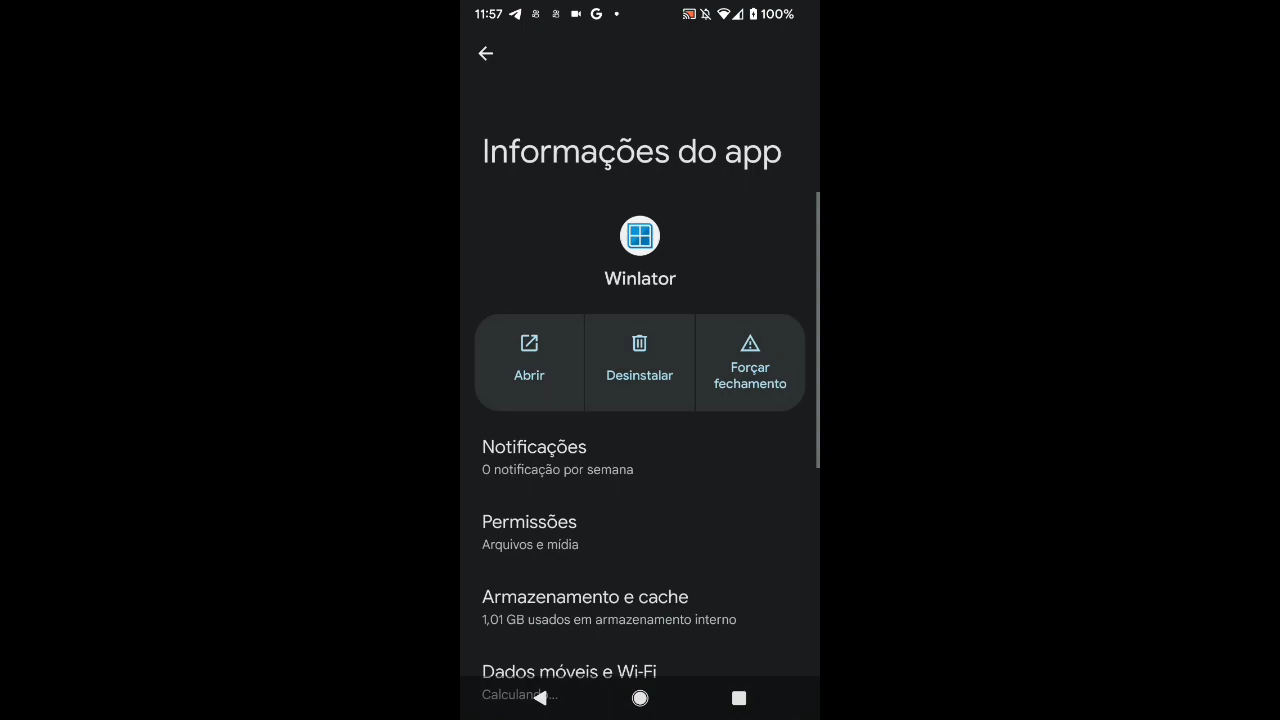 11:57 100%
Informações do app
Winlator
Abrir
Desinstalar
Forçar
fechamento
Notificações
0 notificação por semana
Permissões
Arquivos e mídia
Armazenamento e cache
1,01 GB usados em armazenamento interno
Dados móveis e Wi-Fi